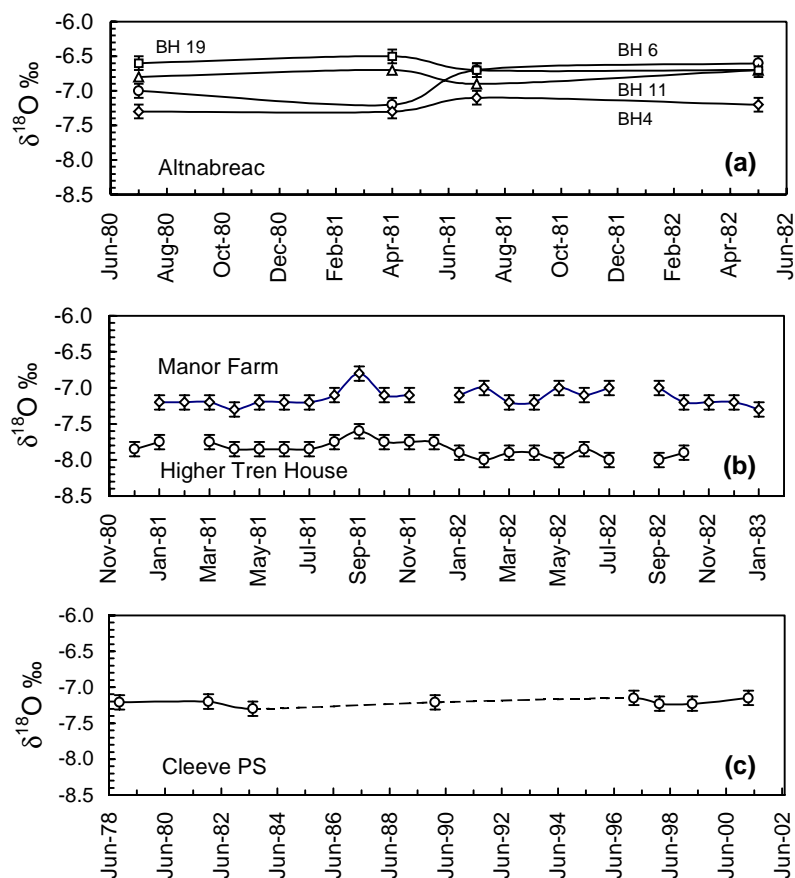 -6.0
-6.5
-7.0
-7.5
-8.0
-8.5
δ18O ‰
BH 19
BH 6
BH 11
BH4
Altnabreac
(a)
Jun-80
Aug-80
Oct-80
Dec-80
Feb-81
Apr-81
Jun-81
Aug-81
Oct-81
Dec-81
Feb-82
Apr-82
Jun-82
-6.0
-6.5
-7.0
-7.5
-8.0
-8.5
δ18O ‰
Manor Farm
Higher Tren House
(b)
Nov-80
Jan-81
Mar-81
May-81
Jul-81
Sep-81
Nov-81
Jan-82
Mar-82
May-82
Jul-82
Sep-82
Nov-82
Jan-83
-6.0
-6.5
-7.0
-7.5
-8.0
-8.5
δ18O ‰
Cleeve PS
(c)
Jun-78
Jun-80
Jun-82
Jun-84
Jun-86
Jun-88
Jun-90
Jun-92
Jun-94
Jun-96
Jun-98
Jun-00
Jun-02